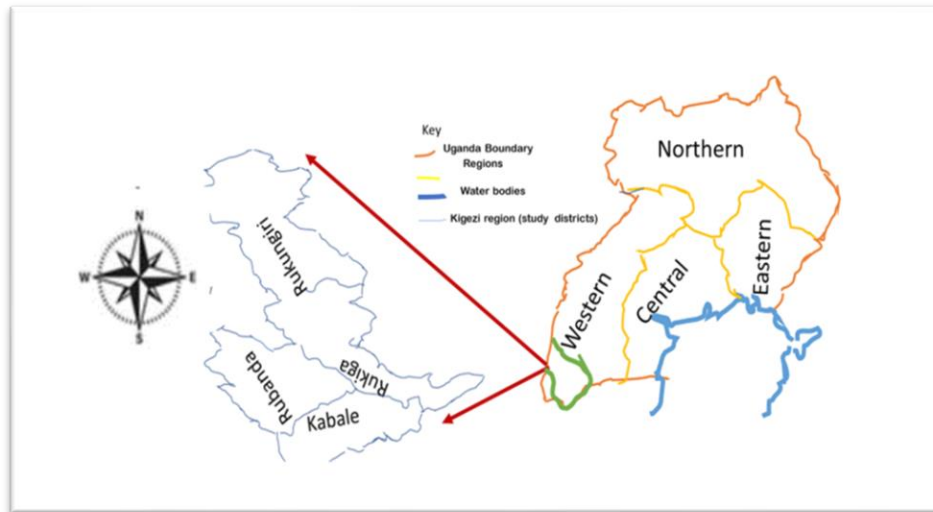 Key
Uganda Boundary
Regions
Water bodies
Kigezi region (study districts)
Northern
Eastern
Central
Western
N
W
E
S
Rukungiri
Rukiga
Rubanda
Kabale